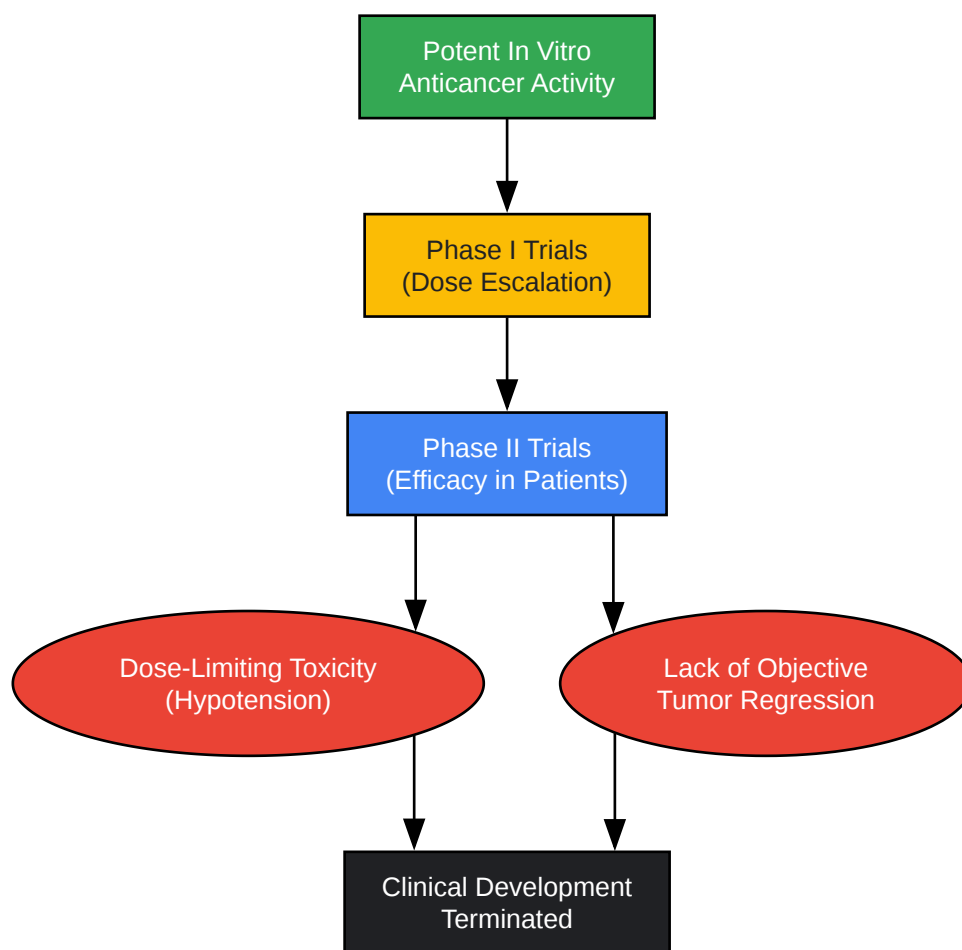 Potent In Vitro
Anticancer Activity
Phase I Trials
(Dose Escalation)
Phase II Trials
(Efficacy in Patients)
Dose-Limiting Toxicity
(Hypotension)
Lack of Objective
Tumor Regression
Clinical Development
Terminated